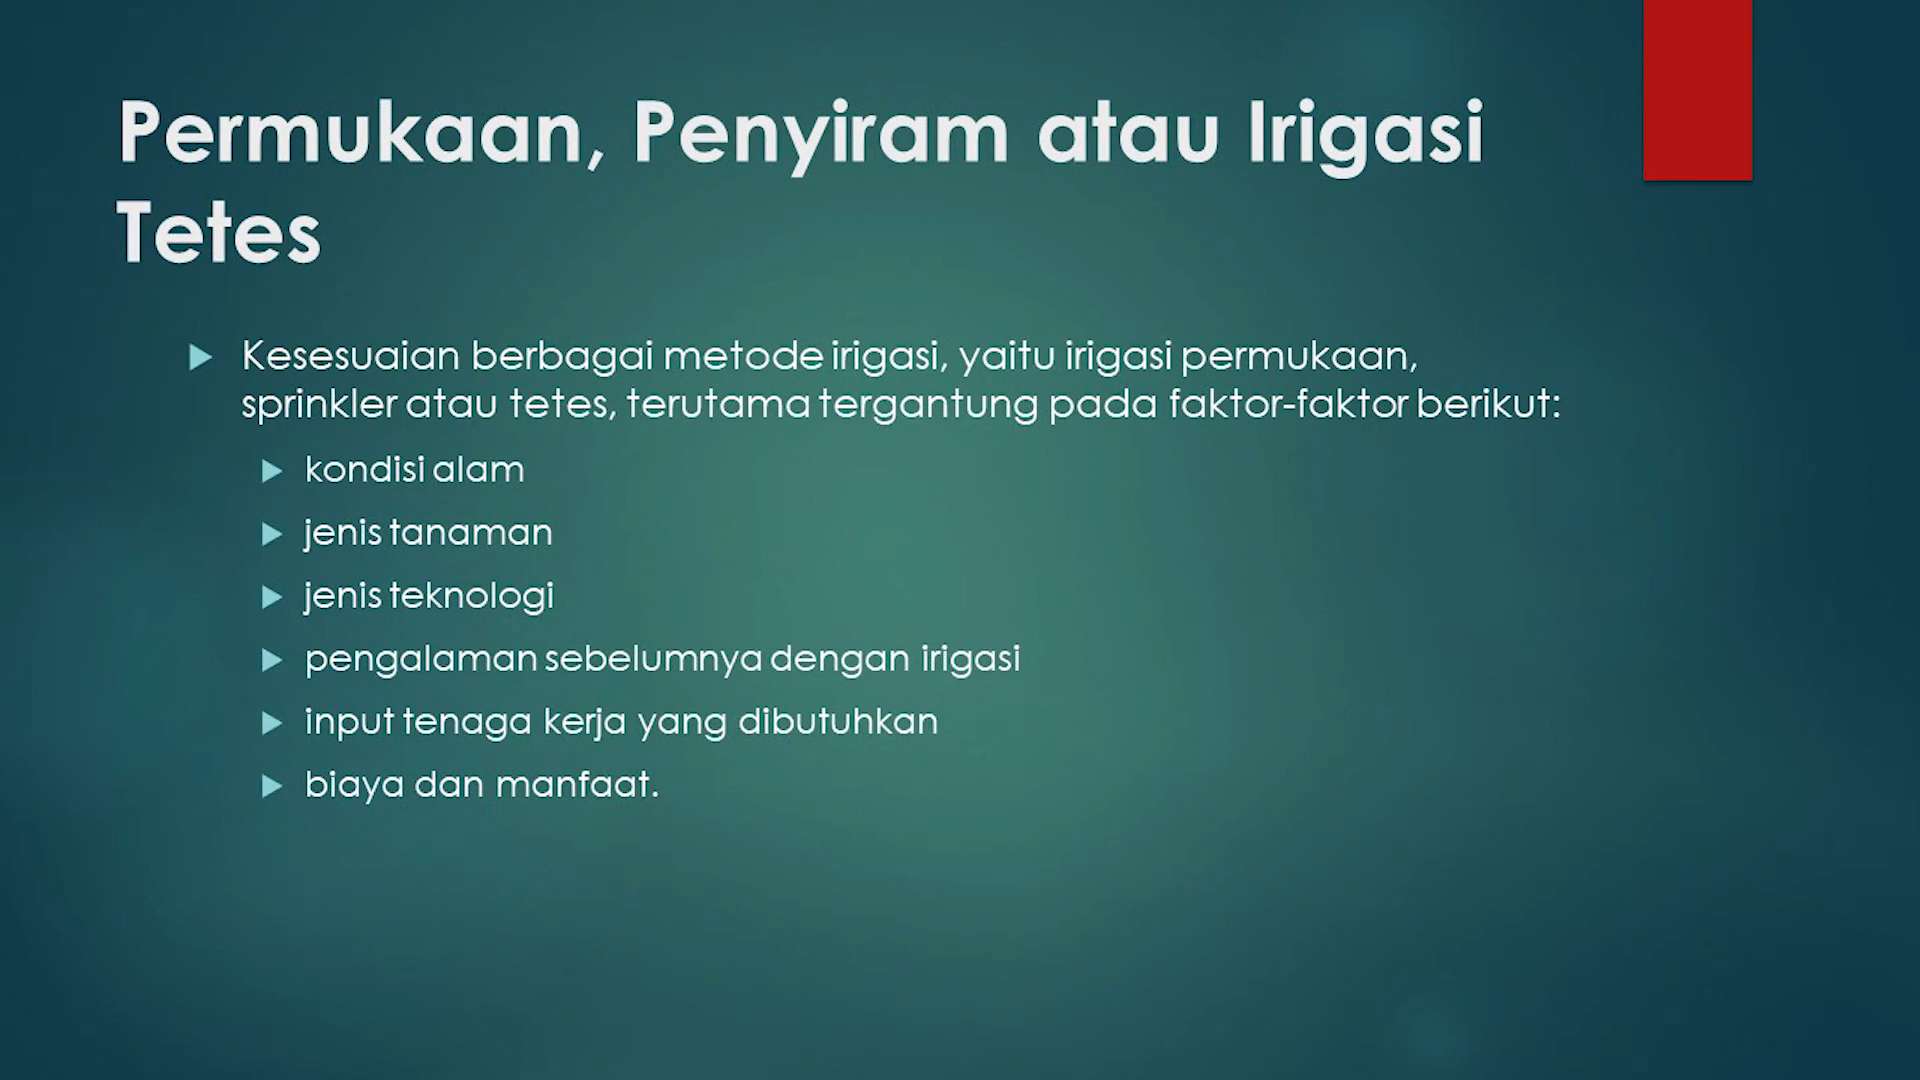 Permukaan, Penyiram atau Irigasi
Tetes
Kesesuaian berbagai metode irigasi, yaitu irigasi permukaan,
sprinkler atau tetes, terutama tergantung pada faktor-faktor berikut:
kondisi alam
jenis tanaman
jenis teknologi
pengalaman sebelumnya dengan irigasi
input tenaga kerja yang dibutuhkan
biaya dan manfaat.